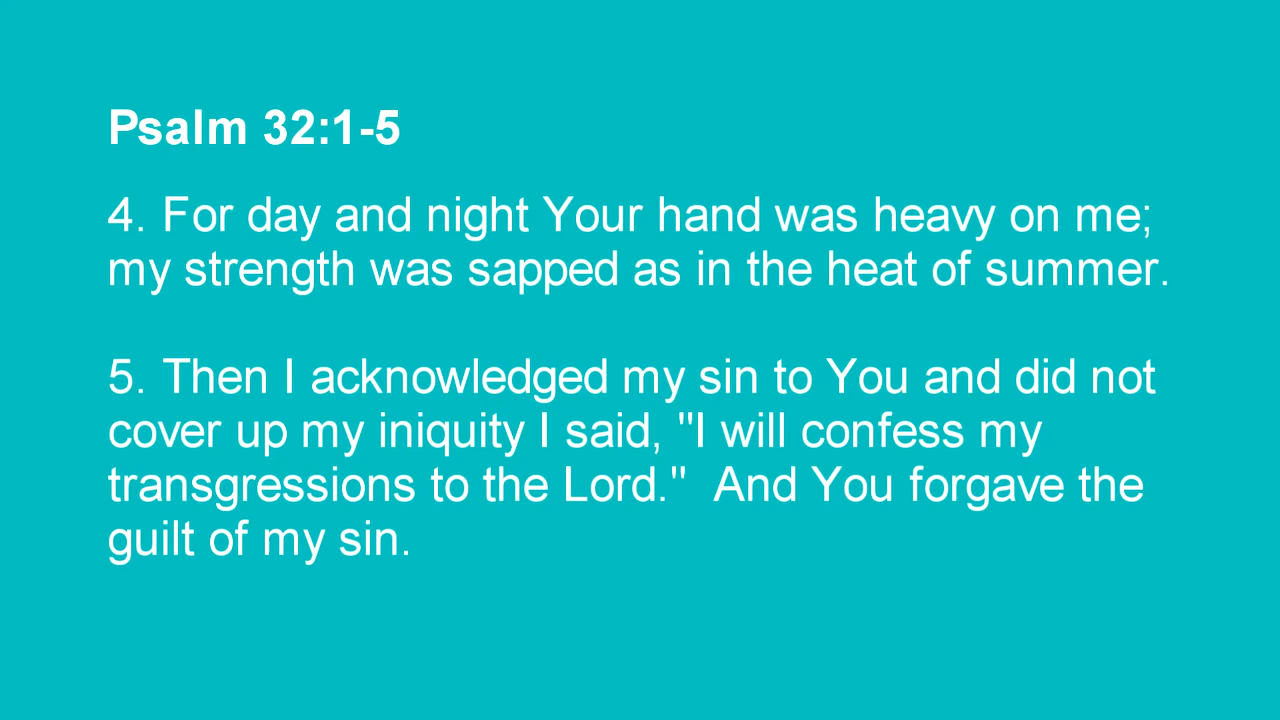 Psalm 32:1-5
4. For day and night Your hand was heavy on me;
my strength was sapped as in the heat of summer.
5. Then I acknowledged my sin to You and did not
cover up my iniquity I said, "I will confess my
transgressions to the Lord."  And You forgave the
guilt of my sin.